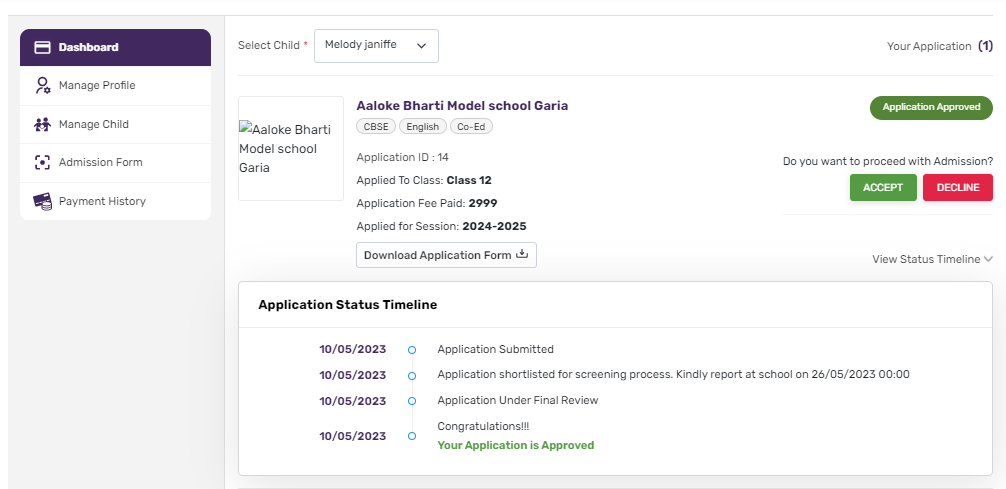 Dashboard
Manage Profile
Manage Child
Admission Form
Payment History
Select Child *
Melody janiffe
Your Application (1)
Aaloke Bharti
Model school
Garia
Aaloke Bharti Model school Garia
CBSE English Co-Ed
Application ID : 14
Applied To Class: Class 12
Application Fee Paid: 2999
Applied for Session: 2024-2025
Download Application Form
Application Approved
Do you want to proceed with Admission?
ACCEPT DECLINE
View Status Timeline
Application Status Timeline
10/05/2023 Application Submitted
10/05/2023 Application shortlisted for screening process. Kindly report at school on 26/05/2023 00:00
10/05/2023 Application Under Final Review
10/05/2023 Congratulations!!!
Your Application is Approved